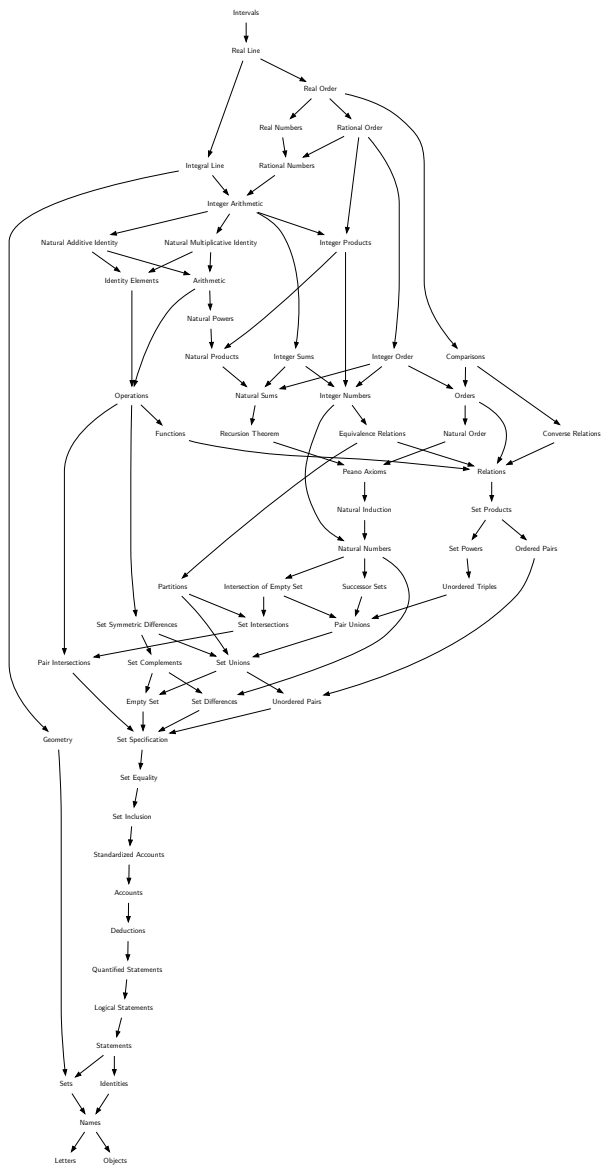 Intervals
Real Line
Real Order
Real Numbers
Rational Order
Integral Line
Rational Numbers
Integer Arithmetic
Natural Additive Identity
Natural Multiplicative Identity
Integer Products
Identity Elements
Arithmetic
Natural Powers
Natural Products
Integer Sums
Integer Order
Comparisons
Operations
Natural Sums
Integer Numbers
Orders
Functions
Recursion Theorem
Equivalence Relations
Natural Order
Converse Relations
Peano Axioms
Relations
Natural Induction
Set Products
Natural Numbers
Set Powers
Ordered Pairs
Partitions
Intersection of Empty Set
Successor Sets
Unordered Triples
Set Symmetric Differences
Set Intersections
Pair Unions
Pair Intersections
Set Complements
Set Unions
Empty Set
Set Differences
Unordered Pairs
Geometry
Set Specification
Set Equality
Set Inclusion
Standardized Accounts
Accounts
Deductions
Quantified Statements
Logical Statements
Statements
Sets
Identities
Names
Letters
Objects